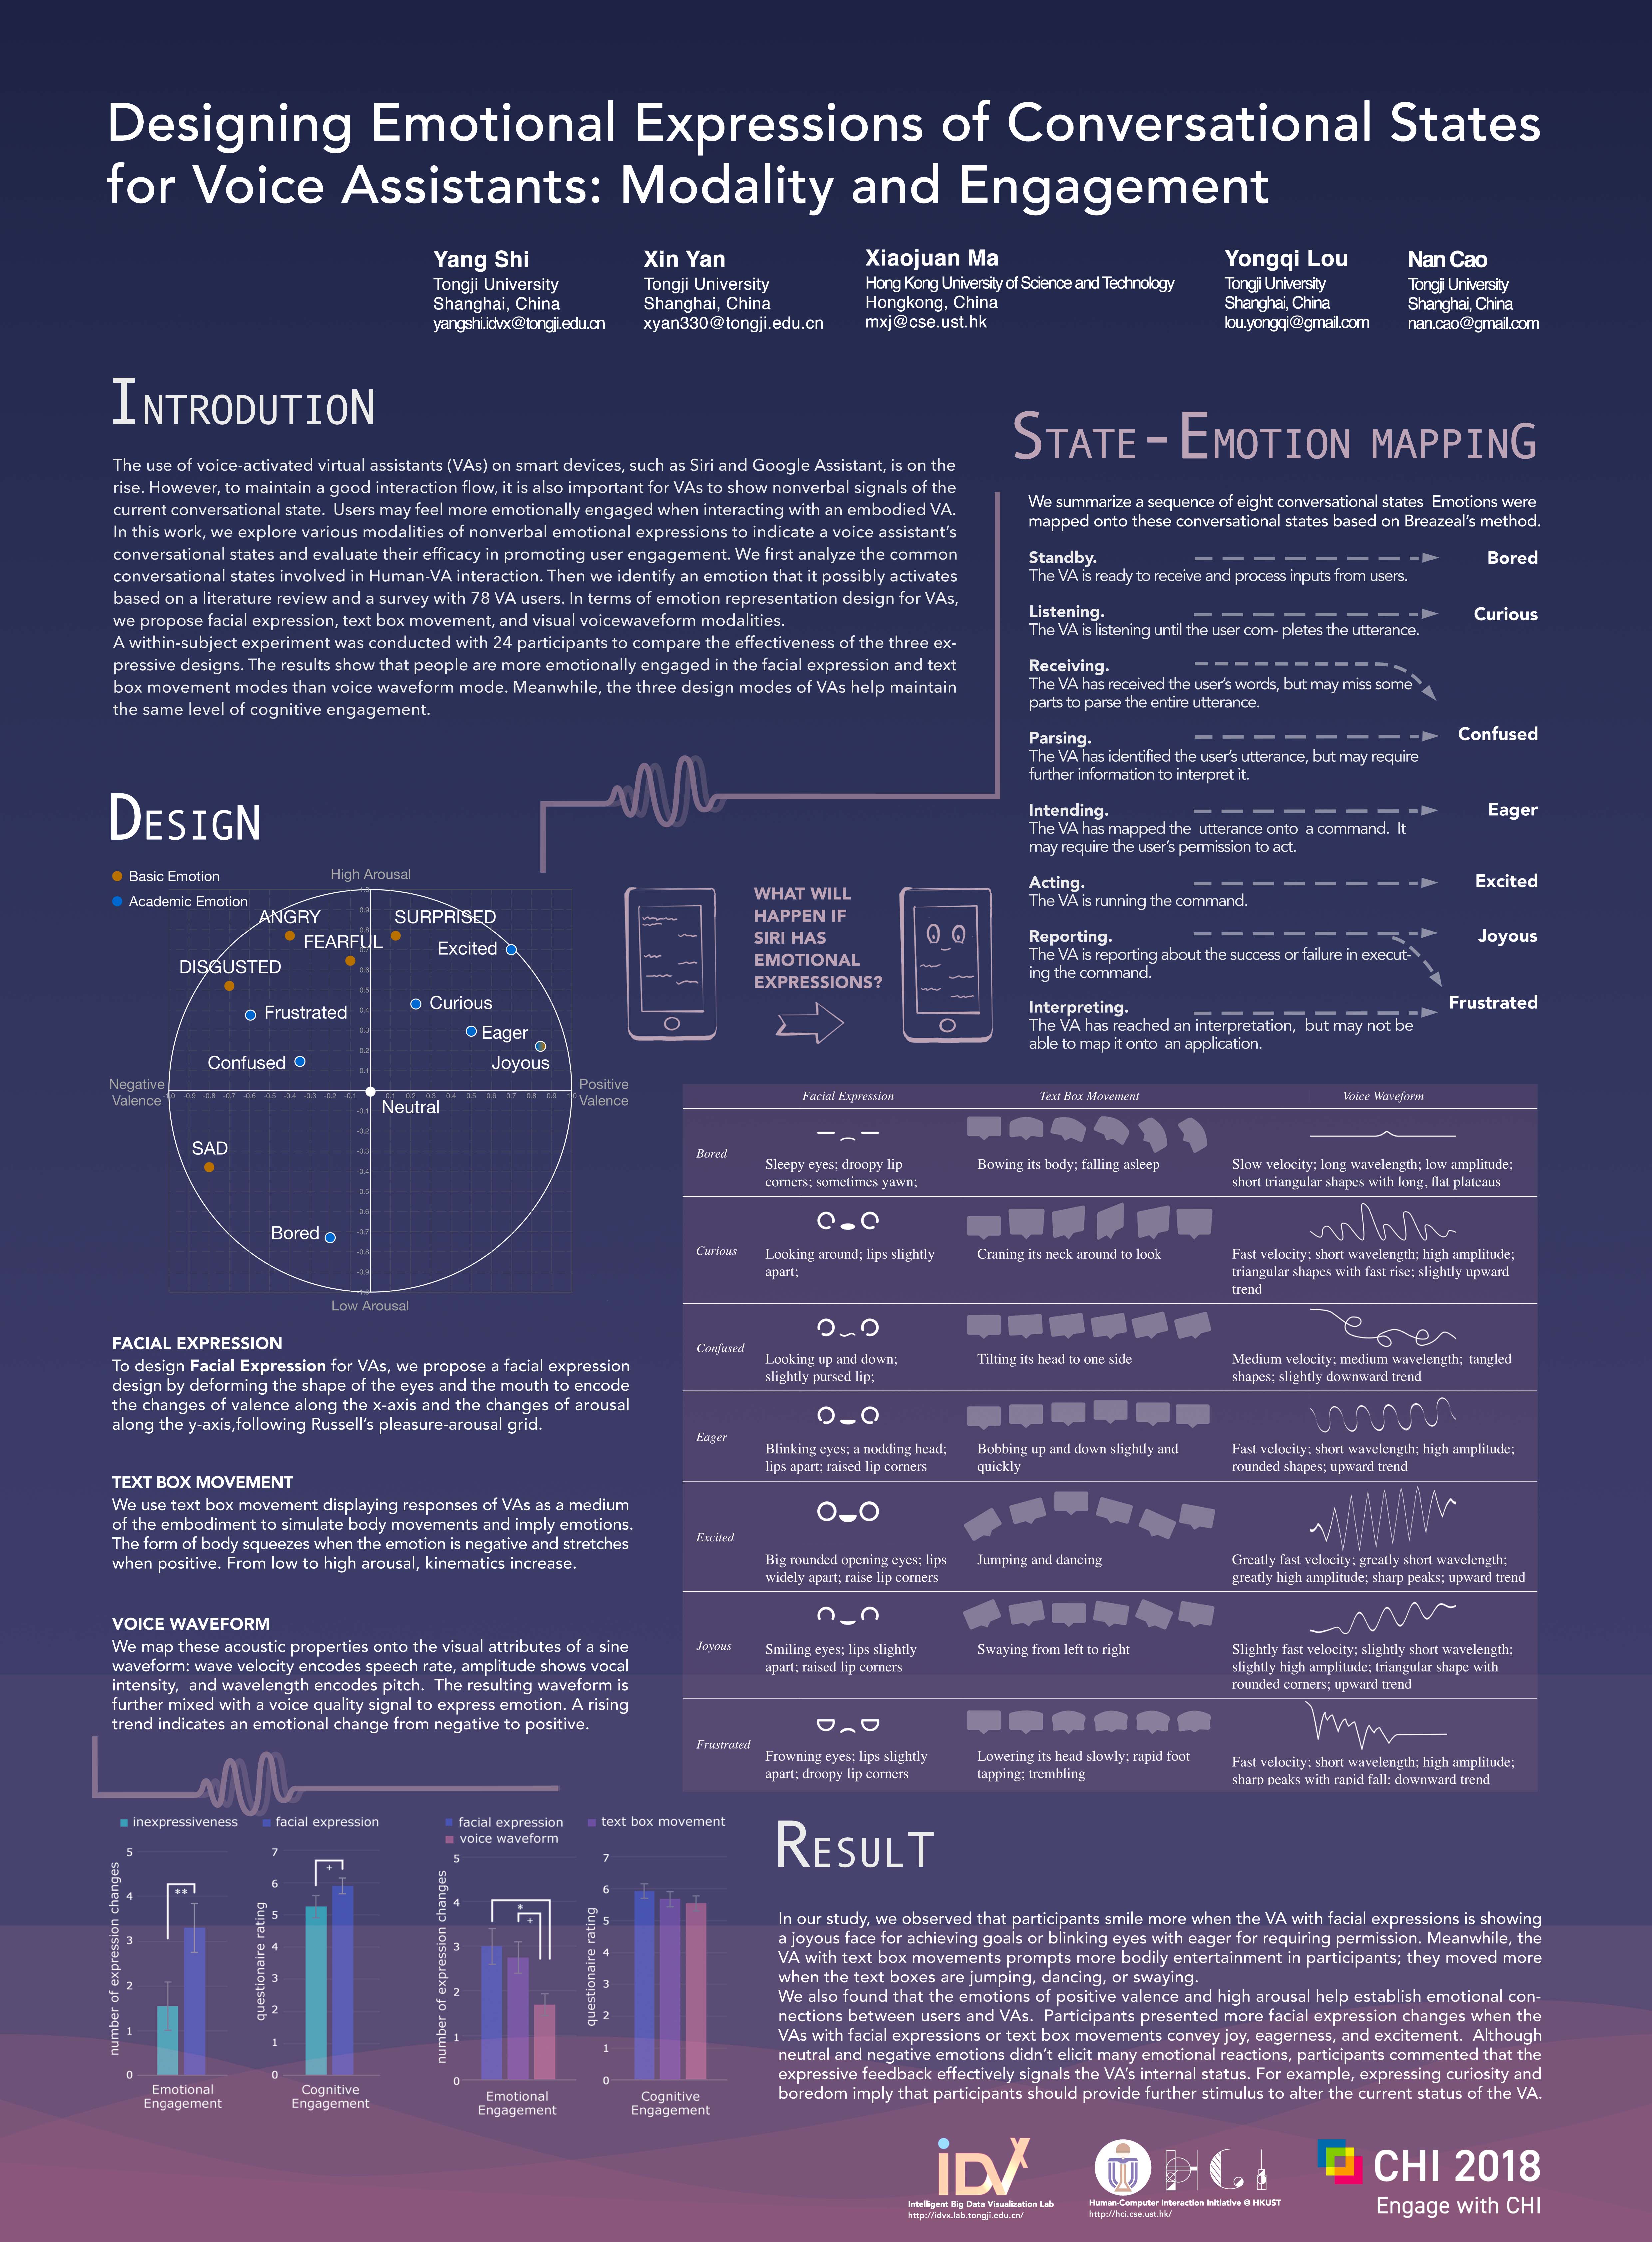 Designing Emotional Expressions of Conversational States
for Voice Assistants: Modality and Engagement
Yang Shi
Tongji University
Shanghai, China
yangshi.idvx@tongji.edu.cn
Xin Yan
Tongji University
Shanghai, China
xyan330@tongji.edu.cn
Xiaojuan Ma
Hong Kong University of Science and Technology
Hongkong, China
mxj@cse.ust.hk
Yongqi Lou
Tongji University
Shanghai, China
lou.yongqi@gmail.com
Nan Cao
Tongji University
Shanghai, China
nan.cao@gmail.com
INTRODUTION
The use of voice-activated virtual assistants (VAs) on smart devices, such as Siri and Google Assistant, is on the
rise. However, to maintain a good interaction flow, it is also important for VAs to show nonverbal signals of the
current conversational state. Users may feel more emotionally engaged when interacting with an embodied VA.
In this work, we explore various modalities of nonverbal emotional expressions to indicate a voice assistant's
conversational states and evaluate their efficacy in promoting user engagement. We first analyze the common
conversational states involved in Human-VA interaction. Then we identify an emotion that it possibly activates
based on a literature review and a survey with 78 VA users. In terms of emotion representation design for VAs,
we propose facial expression, text box movement, and visual voicewaveform modalities.
A within-subject experiment was conducted with 24 participants to compare the effectiveness of the three ex-
pressive designs. The results show that people are more emotionally engaged in the facial expression and text
box movement modes than voice waveform mode. Meanwhile, the three design modes of VAs help maintain
the same level of cognitive engagement.
STATE-EMOTION MAPPING
We summarize a sequence of eight conversational states Emotions were
mapped onto these conversational states based on Breazeal's method.
Standby.
Bored
The VA is ready to receive and process inputs from users.
Listening.
Curious
The VA is listening until the user com- pletes the utterance.
Receiving.
The VA has received the user's words, but may miss some
parts to parse the entire utterance.
Parsing.
Confused
The VA has identified the user's utterance, but may require
further information to interpret it.
Intending.
Eager
The VA has mapped the utterance onto a command. It
may require the user's permission to act.
Acting.
Excited
The VA is running the command.
Reporting.
Joyous
The VA is reporting about the success or failure in execut-
ing the command.
Interpreting.
Frustrated
The VA has reached an interpretation, but may not be
able to map it onto an application.
DESIGN
Basic Emotion
Academic Emotion
High Arousal
ANGRY
SURPRISED
FEARFUL
Excited
DISGUSTED
Frustrated
Curious
Eager
Confused
Joyous
Negative
Valence
Positive
Valence
Neutral
SAD
Bored
Low Arousal
-1.0 -0.9 -0.8 -0.7 -0.6 -0.5 -0.4 -0.3 -0.2 -0.1 0.1 0.2 0.3 0.4 0.5 0.6 0.7 0.8 0.9 1.0
1.0
0.9
0.8
0.7
0.6
0.5
0.4
0.3
0.2
0.1
-0.1
-0.2
-0.3
-0.4
-0.5
-0.6
-0.7
-0.8
-0.9
-1.0
WHAT WILL
HAPPEN IF
SIRI HAS
EMOTIONAL
EXPRESSIONS?
FACIAL EXPRESSION
To design Facial Expression for VAs, we propose a facial expression
design by deforming the shape of the eyes and the mouth to encode
the changes of valence along the x-axis and the changes of arousal
along the y-axis,following Russell's pleasure-arousal grid.
TEXT BOX MOVEMENT
We use text box movement displaying responses of VAs as a medium
of the embodiment to simulate body movements and imply emotions.
The form of body squeezes when the emotion is negative and stretches
when positive. From low to high arousal, kinematics increase.
VOICE WAVEFORM
We map these acoustic properties onto the visual attributes of a sine
waveform: wave velocity encodes speech rate, amplitude shows vocal
intensity, and wavelength encodes pitch. The resulting waveform is
further mixed with a voice quality signal to express emotion. A rising
trend indicates an emotional change from negative to positive.
Facial Expression
Text Box Movement
Voice Waveform
Bored
Sleepy eyes; droopy lip
corners; sometimes yawn;
Bowing its body; falling asleep
Slow velocity; long wavelength; low amplitude;
short triangular shapes with long, flat plateaus
Curious
Looking around; lips slightly
apart;
Craning its neck around to look
Fast velocity; short wavelength; high amplitude;
triangular shapes with fast rise; slightly upward
trend
Confused
Looking up and down;
slightly pursed lip;
Tilting its head to one side
Medium velocity; medium wavelength; tangled
shapes; slightly downward trend
Eager
Blinking eyes; a nodding head;
lips apart; raised lip corners
Bobbing up and down slightly and
quickly
Fast velocity; short wavelength; high amplitude;
rounded shapes; upward trend
Excited
Big rounded opening eyes; lips
widely apart; raise lip corners
Jumping and dancing
Greatly fast velocity; greatly short wavelength;
greatly high amplitude; sharp peaks; upward trend
Joyous
Smiling eyes; lips slightly
apart; raised lip corners
Swaying from left to right
Slightly fast velocity; slightly short wavelength;
slightly high amplitude; triangular shape with
rounded corners; upward trend
Frustrated
Frowning eyes; lips slightly
apart; droopy lip corners
Lowering its head slowly; rapid foot
tapping; trembling
Fast velocity; short wavelength; high amplitude;
sharp peaks with rapid fall; downward trend
inexpressiveness
facial expression
number of expression changes
5
4
3
2
1
0
**
Emotional
Engagement
questionaire rating
7
6
5
4
3
2
1
0
+
Cognitive
Engagement
facial expression
text box movement
voice waveform
number of expression changes
5
4
3
2
1
0
*
+
Emotional
Engagement
questionaire rating
7
6
5
4
3
2
1
0
Cognitive
Engagement
RESULT
In our study, we observed that participants smile more when the VA with facial expressions is showing
a joyous face for achieving goals or blinking eyes with eager for requiring permission. Meanwhile, the
VA with text box movements prompts more bodily entertainment in participants; they moved more
when the text boxes are jumping, dancing, or swaying.
We also found that the emotions of positive valence and high arousal help establish emotional con-
nections between users and VAs. Participants presented more facial expression changes when the
VAs with facial expressions or text box movements convey joy, eagerness, and excitement. Although
neutral and negative emotions didn't elicit many emotional reactions, participants commented that the
expressive feedback effectively signals the VA's internal status. For example, expressing curiosity and
boredom imply that participants should provide further stimulus to alter the current status of the VA.
iDVX
Intelligent Big Data Visualization Lab
http://idvx.lab.tongji.edu.cn/
HCI
Human-Computer Interaction Initiative @ HKUST
http://hci.cse.ust.hk/
CHI 2018
Engage with CHI